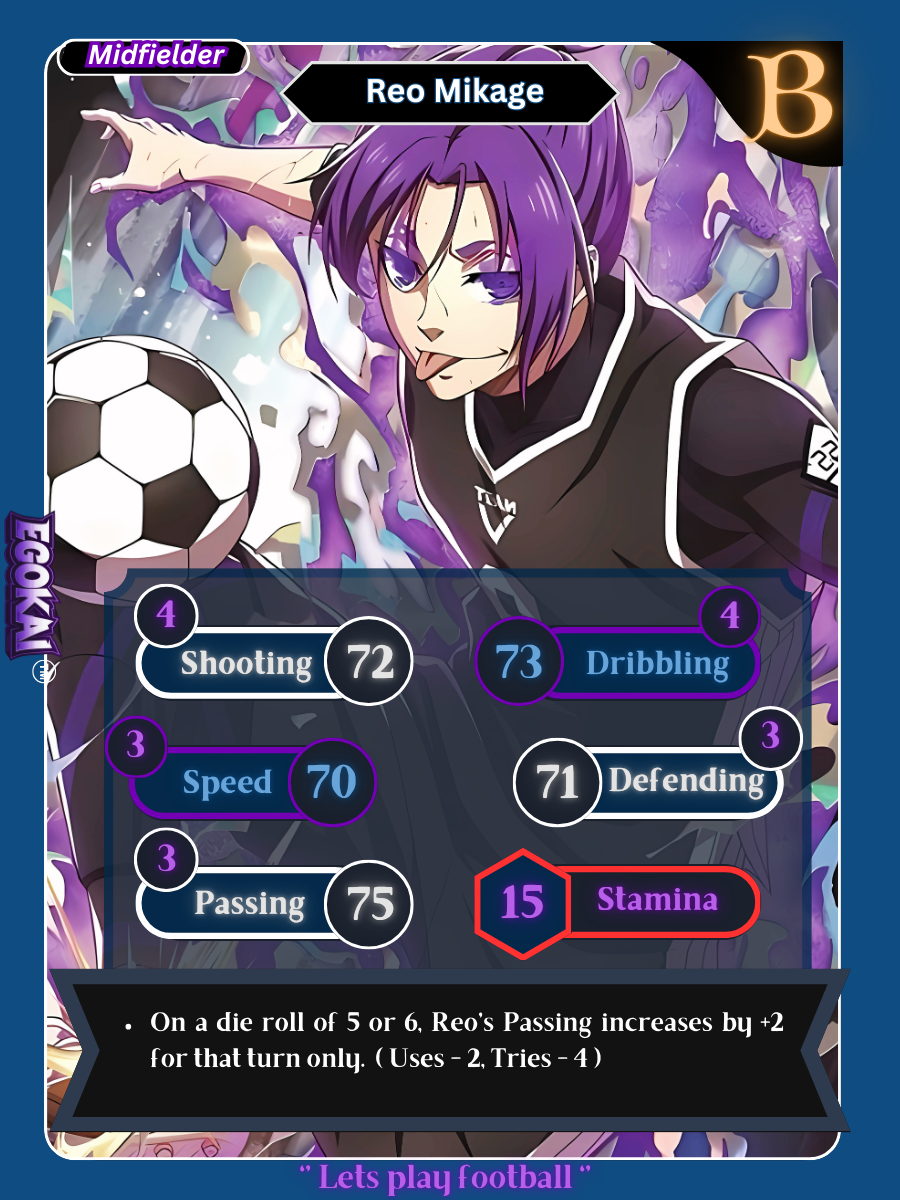 Midfielder
Reo Mikage
B
EGOKAI
4
Shooting 72
4
73 Dribbling
3
Speed 70
3
71 Defending
3
Passing 75
15 Stamina
• On a die roll of 5 or 6, Reo's Passing increases by +2
for that turn only. ( Uses - 2, Tries - 4 )
" Lets play football "
TEAM
V